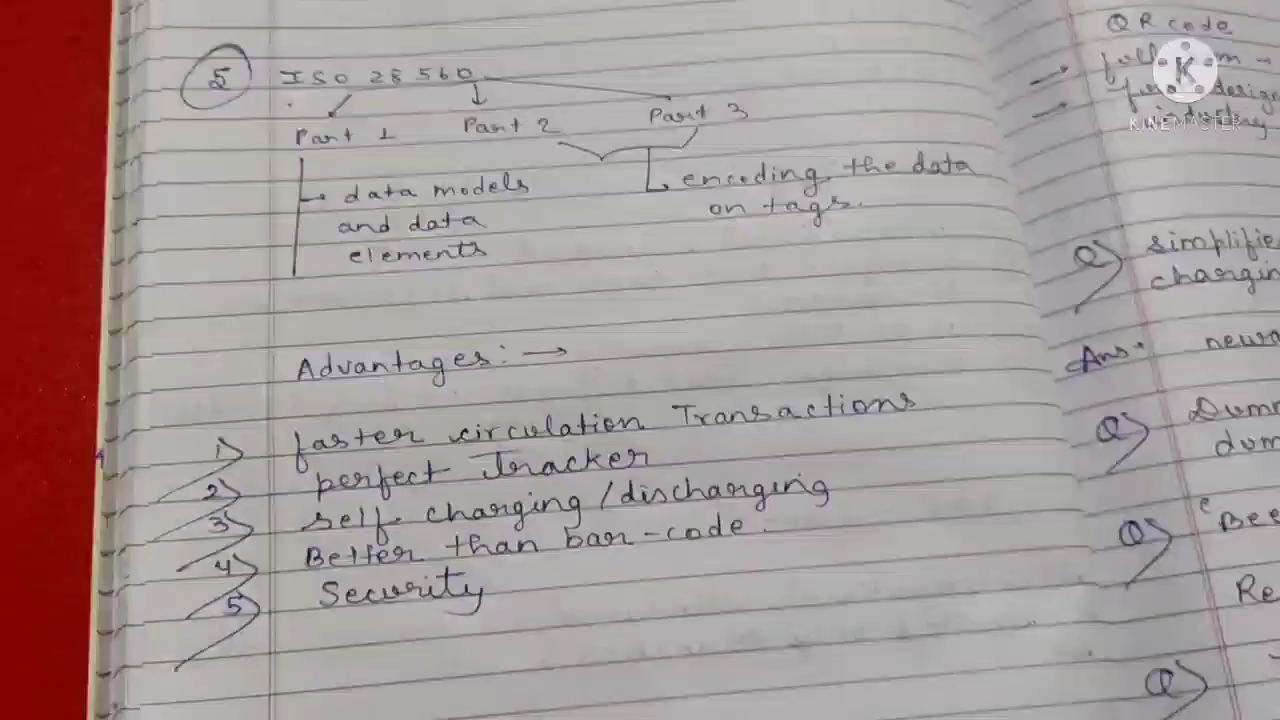 5 ISO 28560
Part 1 Part 2 Part 3
data models
and data
elements
encoding the data
on tags.
Advantages: →
1) faster circulation Transactions
2) perfect Tracker
3) self charging / discharging
4) Better than bar-code.
5) Security
QR code
design
K
KINEMASTER
Q)
charging
Ans.
Q)
Q)
Q)